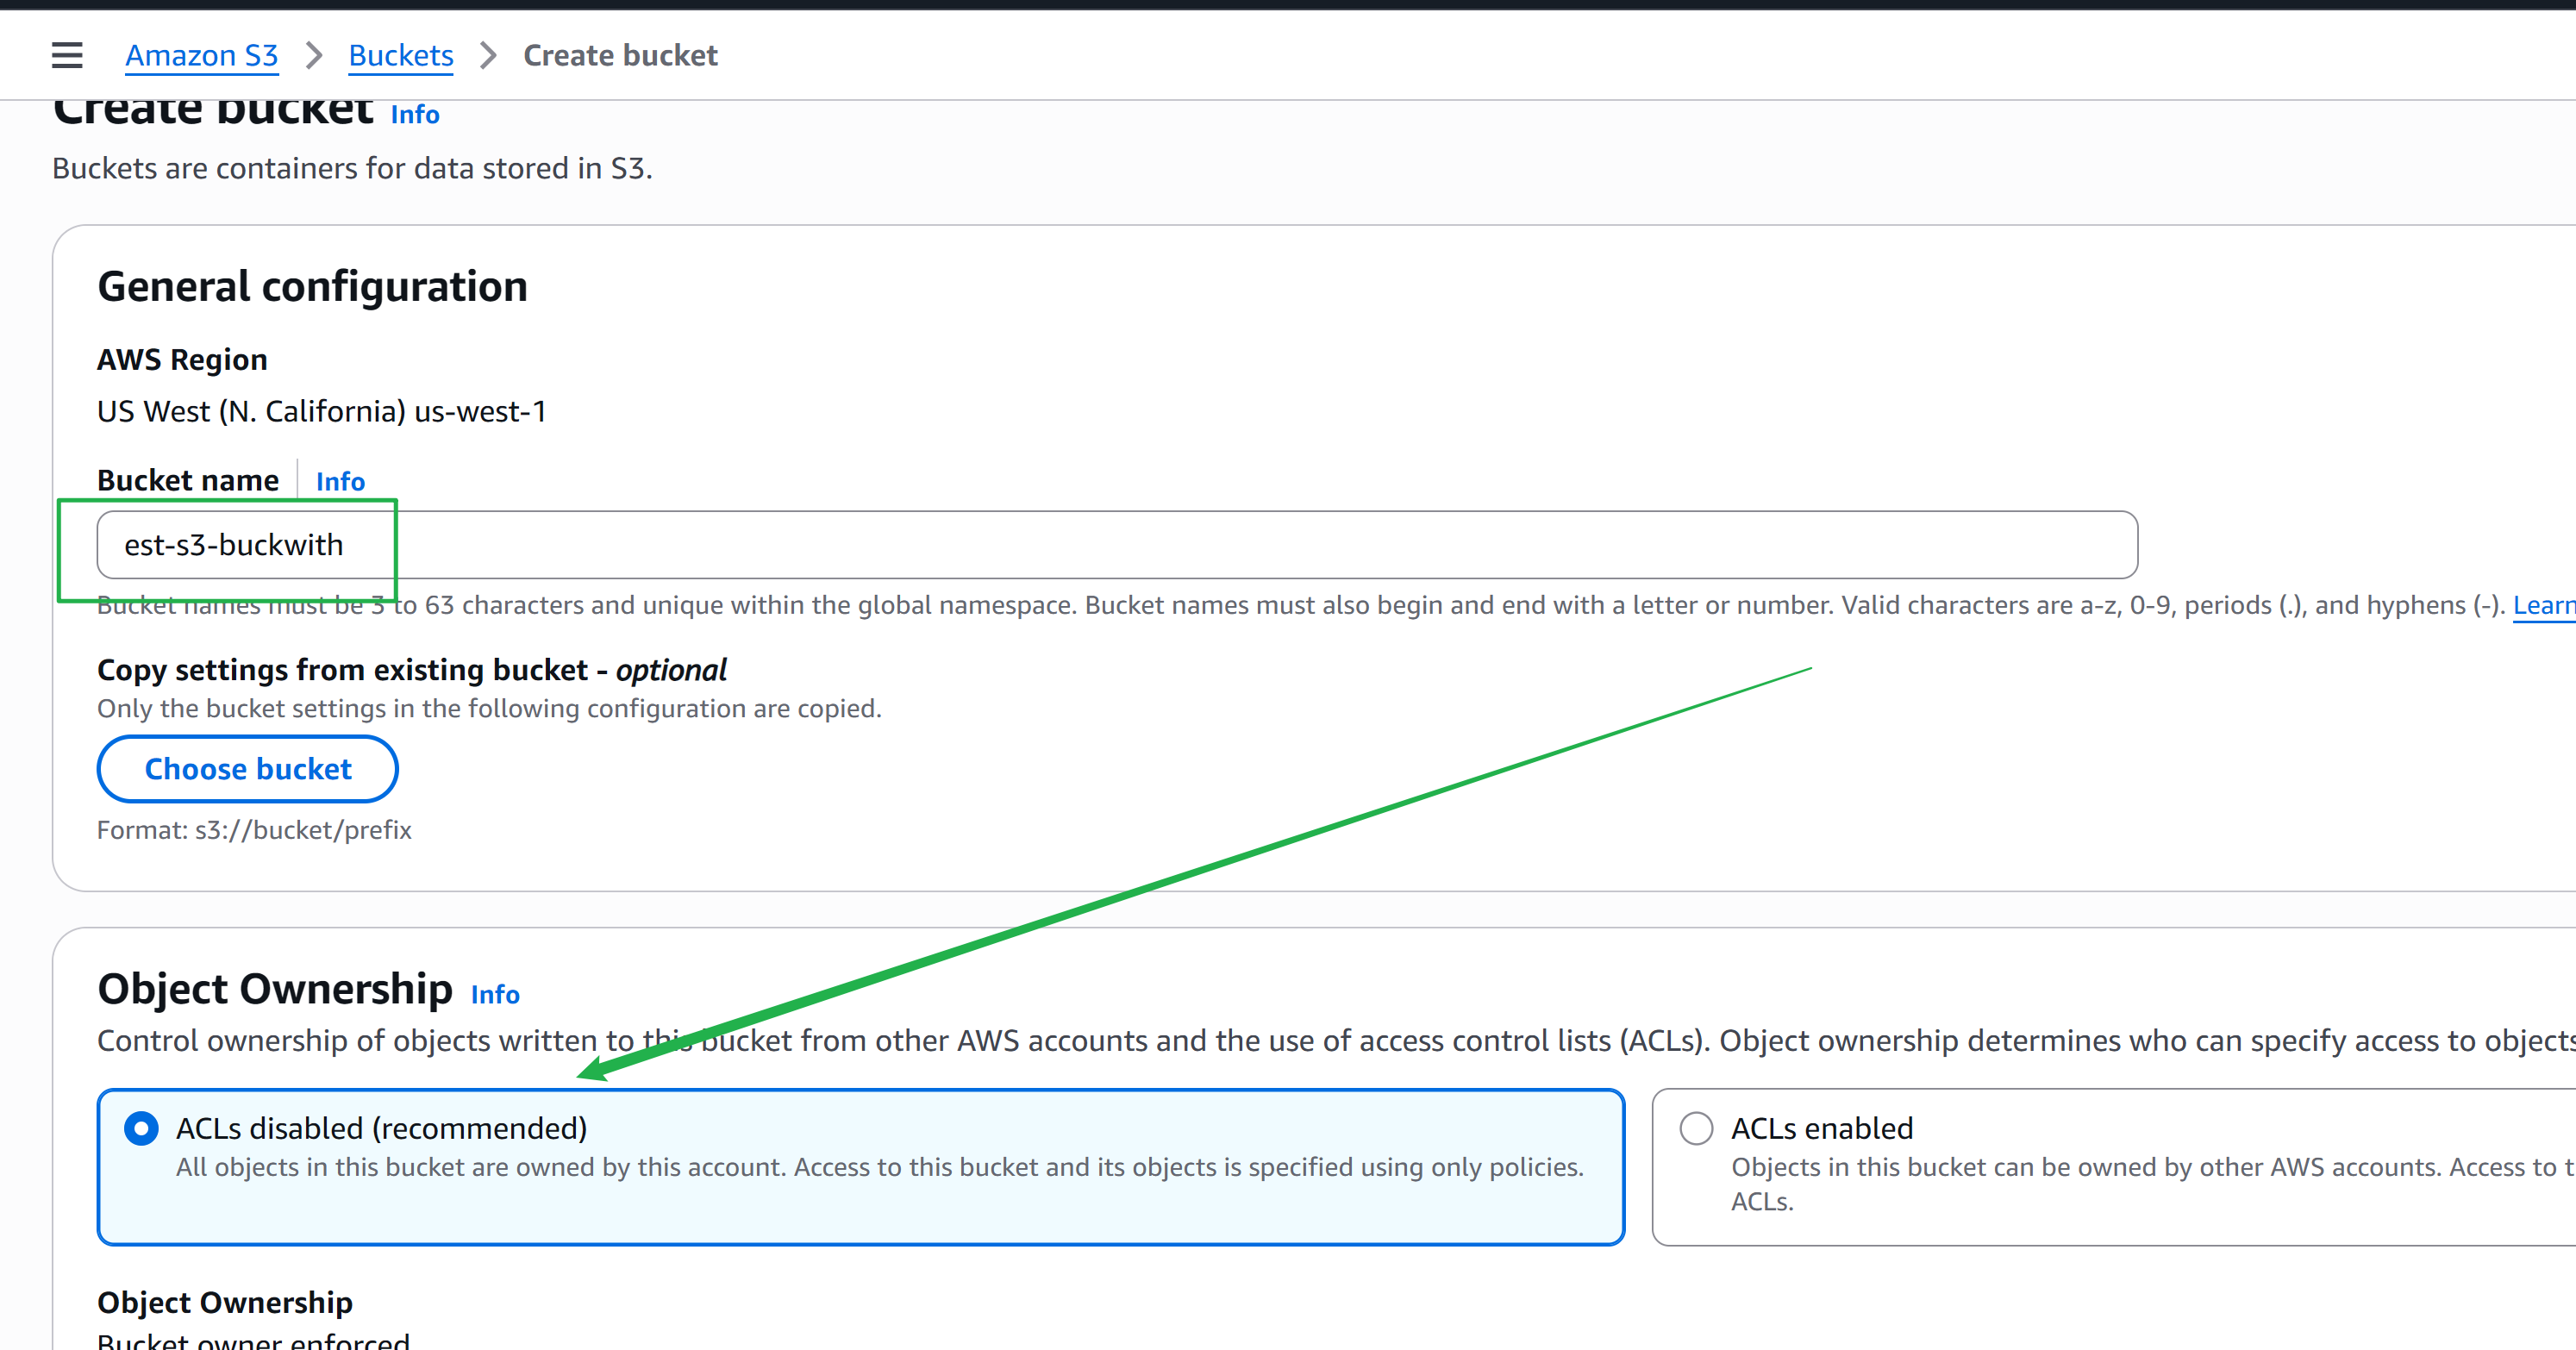 Amazon S3 > Buckets > Create bucket
Create bucket Info
Buckets are containers for data stored in S3.
General configuration
AWS Region
US West (N. California) us-west-1
Bucket name Info
est-s3-buckwith
Bucket names must be 3 to 63 characters and unique within the global namespace. Bucket names must also begin and end with a letter or number. Valid characters are a-z, 0-9, periods (.), and hyphens (-). Learn
Copy settings from existing bucket - optional
Only the bucket settings in the following configuration are copied.
Choose bucket
Format: s3://bucket/prefix
Object Ownership Info
Control ownership of objects written to this bucket from other AWS accounts and the use of access control lists (ACLs). Object ownership determines who can specify access to objects
ACLs disabled (recommended)
All objects in this bucket are owned by this account. Access to this bucket and its objects is specified using only policies.
ACLs enabled
Objects in this bucket can be owned by other AWS accounts. Access to t
ACLs.
Object Ownership
Bucket owner enforced